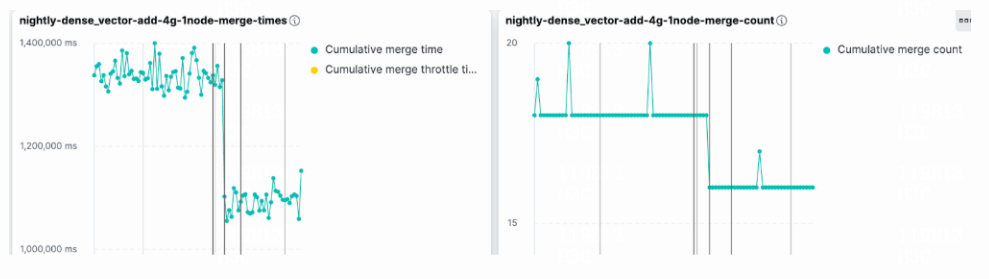 nightly-dense_vector-add-4g-1node-merge-times
1,400,000 ms
1,200,000 ms
1,000,000 ms
Cumulative merge time
Cumulative merge throttle ti...
nightly-dense_vector-add-4g-1node-merge-count
20
15
Cumulative merge count